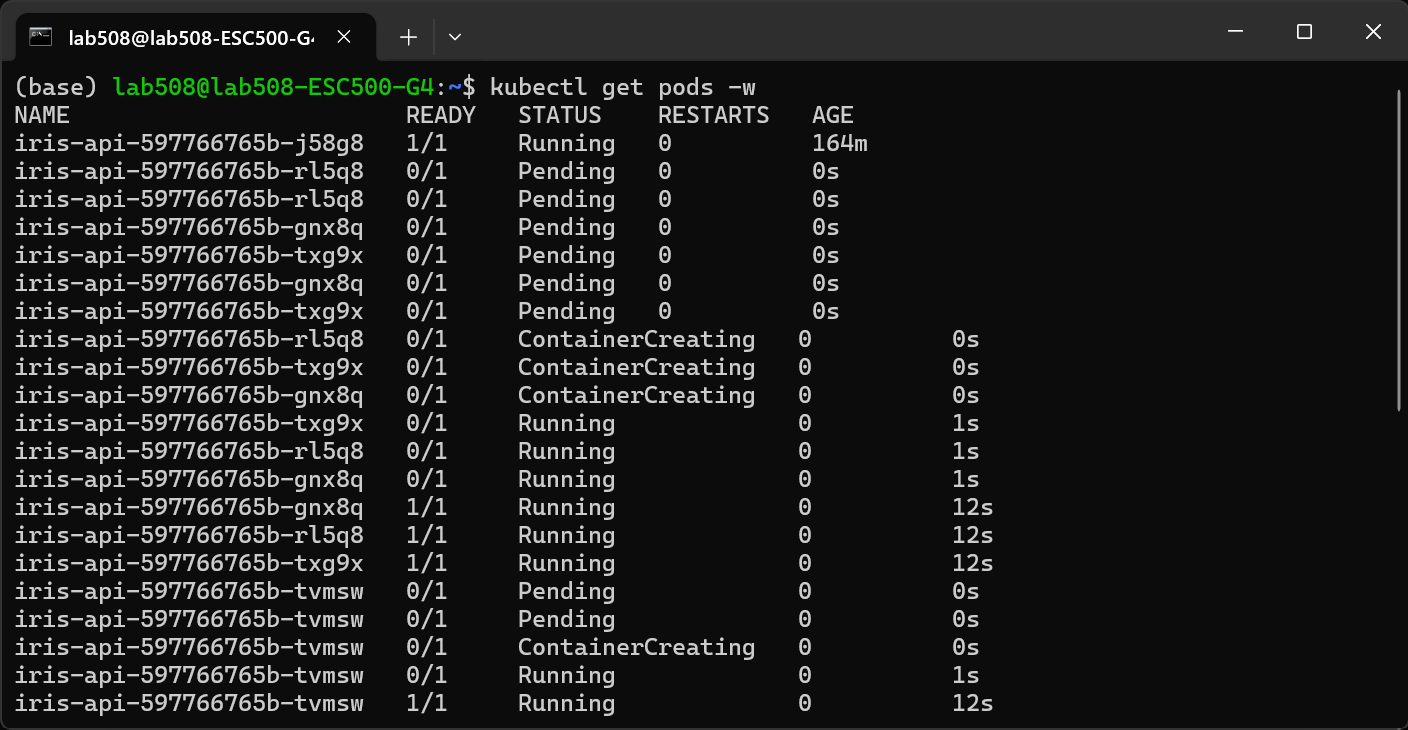 lab508@lab508-ESC500-G4
(base) lab508@lab508-ESC500-G4:~$ kubectl get pods -w
NAME                        READY   STATUS    RESTARTS   AGE
iris-api-597766765b-j58g8   1/1     Running   0          164m
iris-api-597766765b-rl5q8   0/1     Pending   0          0s
iris-api-597766765b-rl5q8   0/1     Pending   0          0s
iris-api-597766765b-gnx8q   0/1     Pending   0          0s
iris-api-597766765b-txg9x   0/1     Pending   0          0s
iris-api-597766765b-gnx8q   0/1     Pending   0          0s
iris-api-597766765b-txg9x   0/1     Pending   0          0s
iris-api-597766765b-rl5q8   0/1     ContainerCreating   0          0s
iris-api-597766765b-txg9x   0/1     ContainerCreating   0          0s
iris-api-597766765b-gnx8q   0/1     ContainerCreating   0          0s
iris-api-597766765b-txg9x   0/1     Running             0          1s
iris-api-597766765b-rl5q8   0/1     Running             0          1s
iris-api-597766765b-gnx8q   0/1     Running             0          1s
iris-api-597766765b-gnx8q   1/1     Running             0          12s
iris-api-597766765b-rl5q8   1/1     Running             0          12s
iris-api-597766765b-txg9x   1/1     Running             0          12s
iris-api-597766765b-tvmsw   0/1     Pending             0          0s
iris-api-597766765b-tvmsw   0/1     Pending             0          0s
iris-api-597766765b-tvmsw   0/1     ContainerCreating   0          0s
iris-api-597766765b-tvmsw   0/1     Running             0          1s
iris-api-597766765b-tvmsw   1/1     Running             0          12s